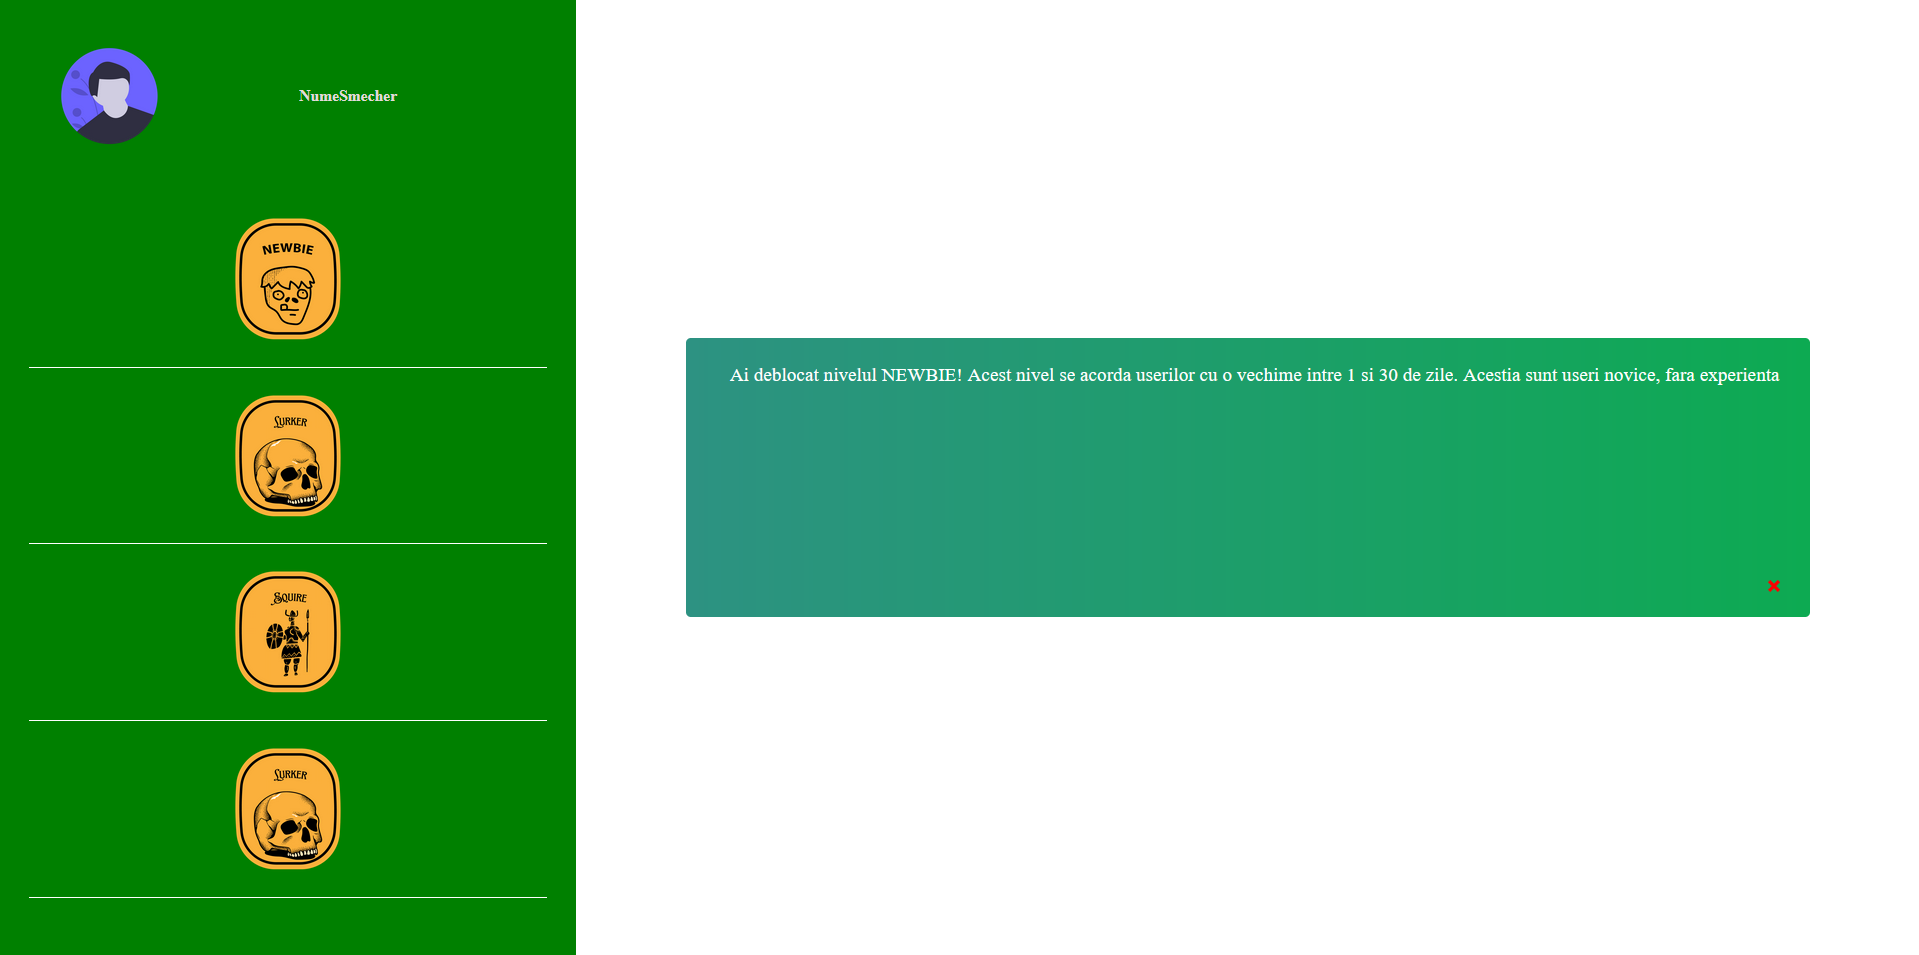 NumeSmecher
NEWBIE
LURKER
SQUIRE
LURKER
Ai deblocat nivelul NEWBIE! Acest nivel se acorda userilor cu o vechime intre 1 si 30 de zile. Acestia sunt useri novice, fara experienta